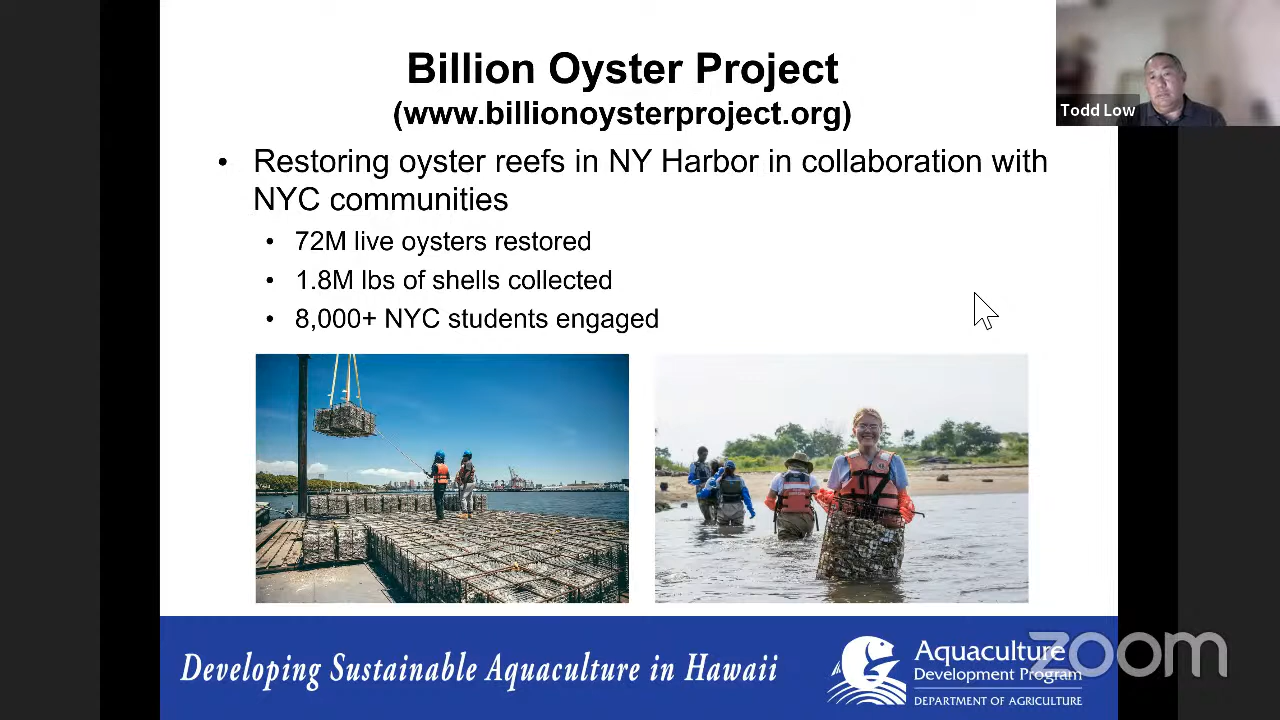 Billion Oyster Project
(www.billionoysterproject.org)
Todd Low
• Restoring oyster reefs in NY Harbor in collaboration with
NYC communities
• 72M live oysters restored
• 1.8M lbs of shells collected
• 8,000+ NYC students engaged
Developing Sustainable Aquaculture in Hawaii
Aquaculture
Development Program
DEPARTMENT OF AGRICULTURE
zoom